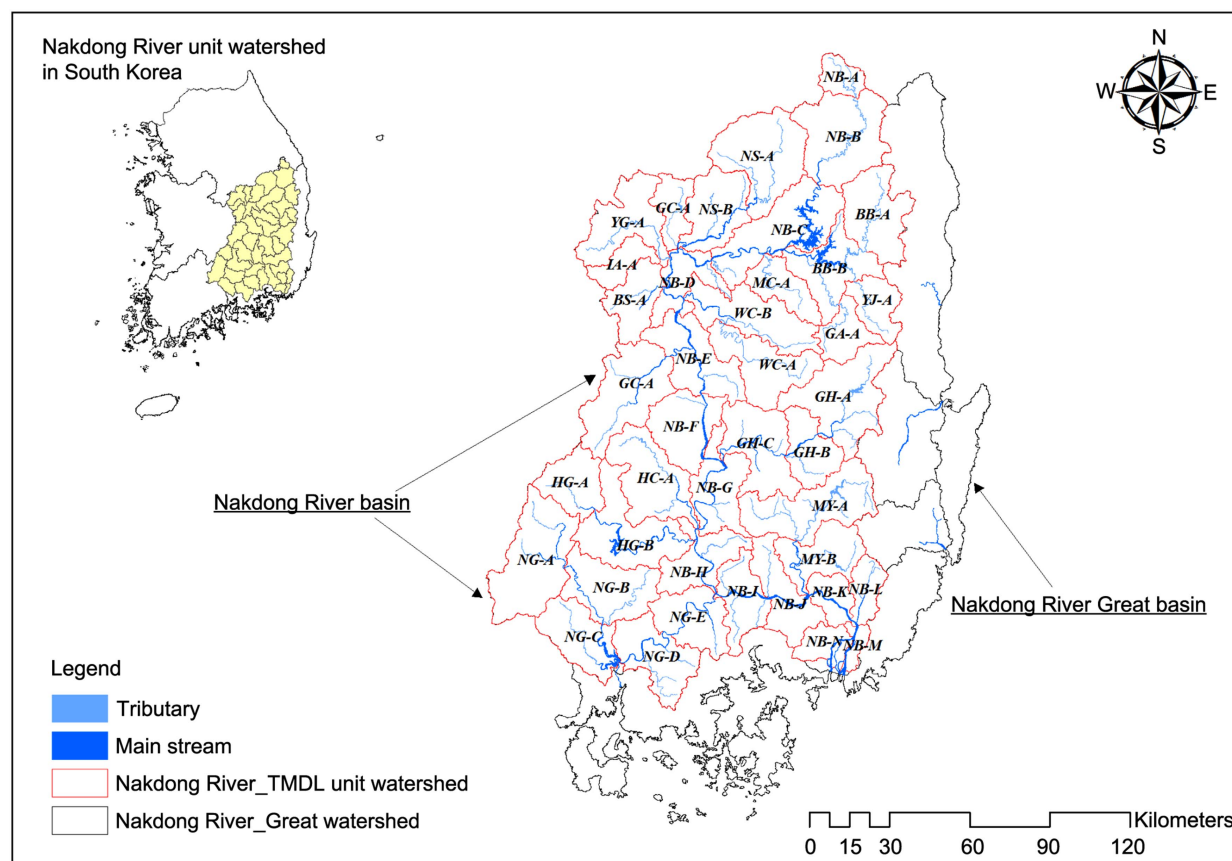 Nakdong River unit watershed
in South Korea
N
W
E
S
NB-A
NB-B
NS-A
GC-A
NS-B
BB-A
YG-A
NB-C
IA-A
BB-B
NB-D
MC-A
BS-A
YJ-A
WC-B
GA-A
NB-E
WC-A
GC-A
GH-A
NB-F
GH-C
GH-B
HG-A
HC-A
NB-G
Nakdong River basin
MY-A
HG-B
NG-A
MY-B
NB-H
NG-B
NB-I
NB-K
NB-L
NB-J
Nakdong River Great basin
NG-E
NG-C
NB-N
NB-M
NG-D
Legend
Tributary
Main stream
Nakdong River_TMDL unit watershed
Nakdong River_Great watershed
Kilometers
0 15 30 60 90 120